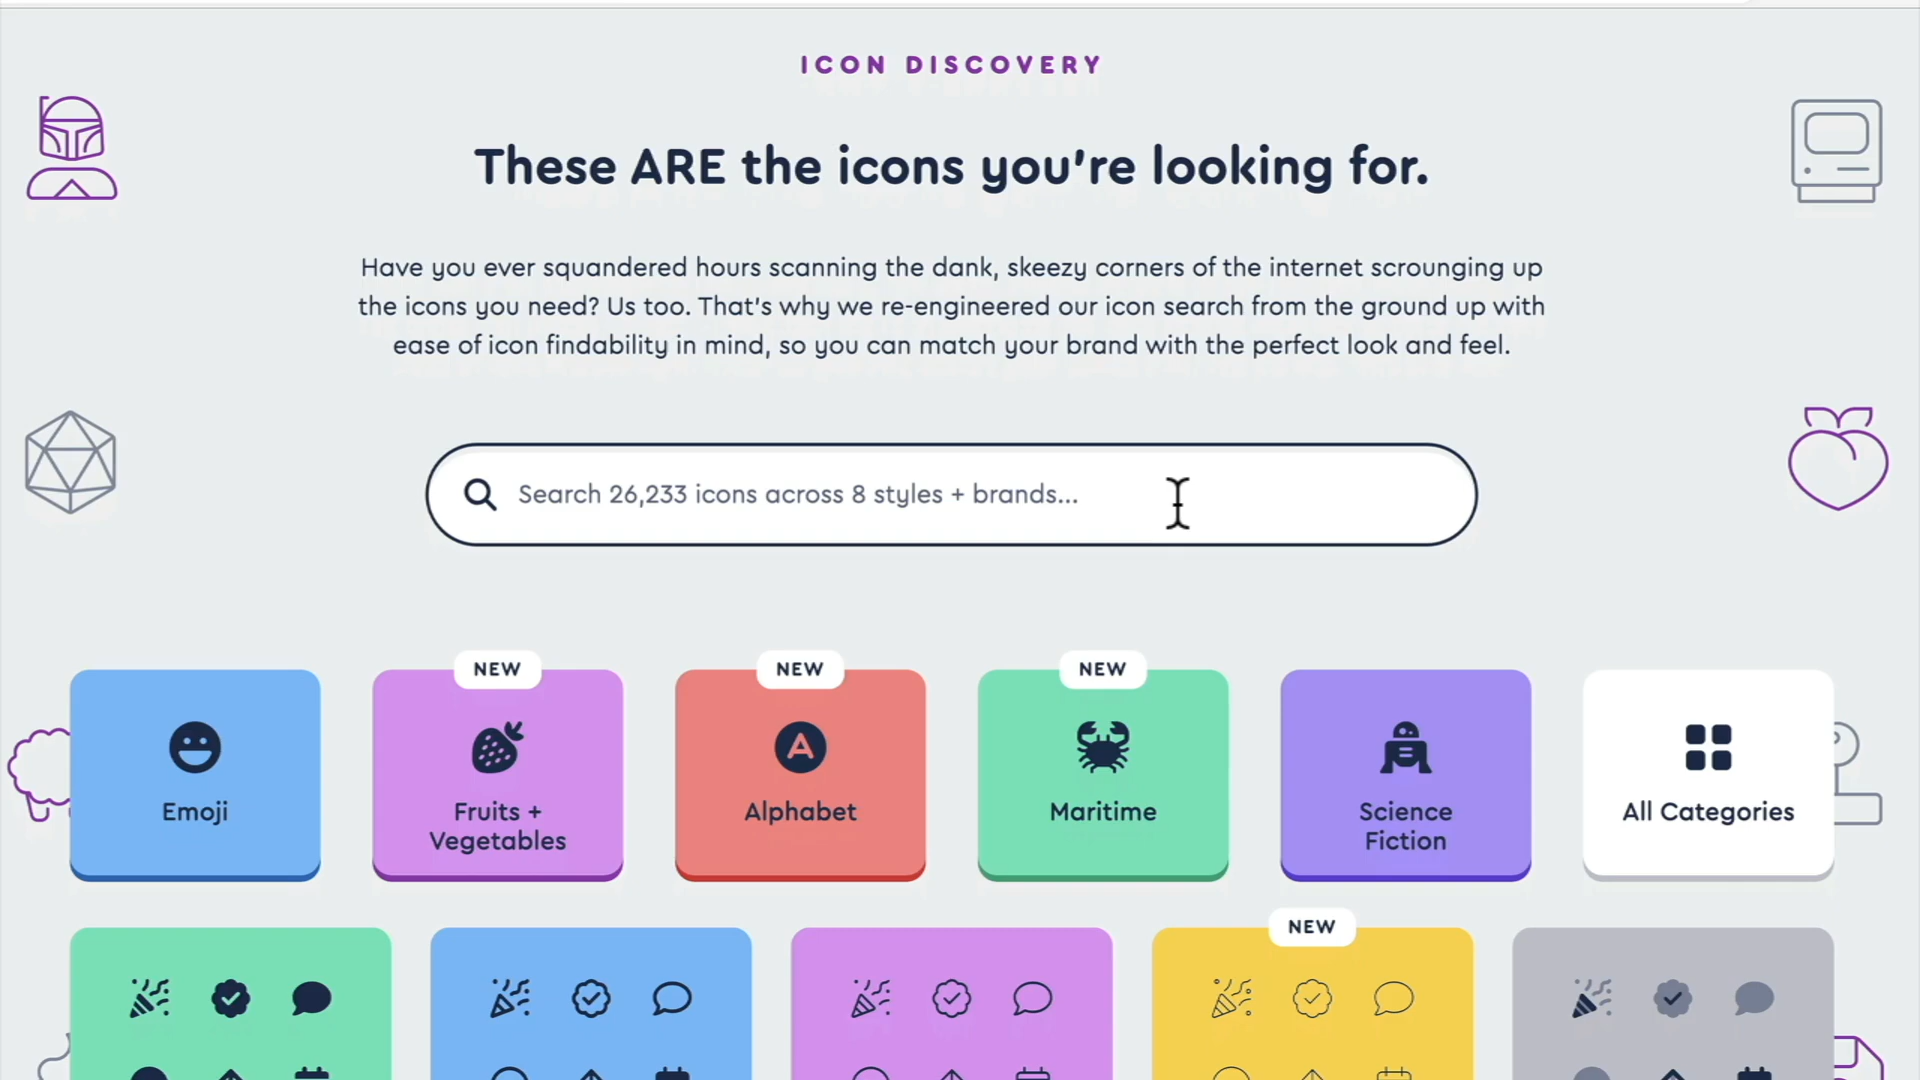 ICON DISCOVERY
These ARE the icons you're looking for.
Have you ever squandered hours scanning the dank, skeezy corners of the internet scrounging up
the icons you need? Us too. That's why we re-engineered our icon search from the ground up with
ease of icon findability in mind, so you can match your brand with the perfect look and feel.
Search 26,233 icons across 8 styles + brands...
NEW
NEW
NEW
A
Emoji
Fruits +
Vegetables
Alphabet
Maritime
Science
Fiction
All Categories
NEW